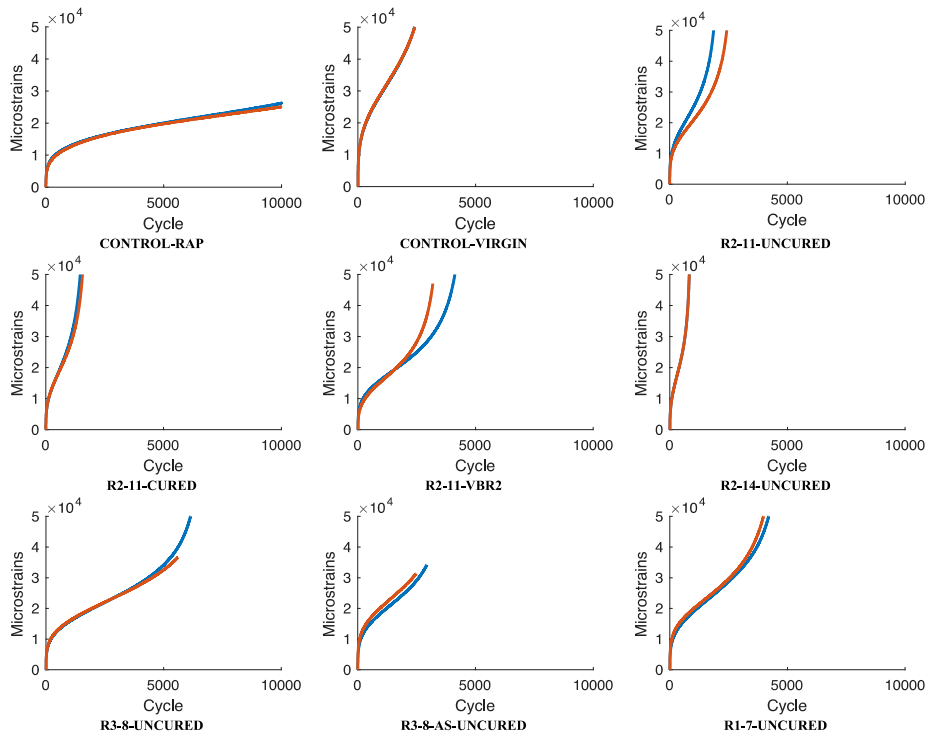 ×10⁴
5
4
3
2
1
0
Microstrains
0 5000 10000
Cycle
CONTROL-RAP
×10⁴
5
4
3
2
1
0
Microstrains
0 5000 10000
Cycle
CONTROL-VIRGIN
×10⁴
5
4
3
2
1
0
Microstrains
0 5000 10000
Cycle
R2-11-UNCURED
×10⁴
5
4
3
2
1
0
Microstrains
0 5000 10000
Cycle
R2-11-CURED
×10⁴
5
4
3
2
1
0
Microstrains
0 5000 10000
Cycle
R2-11-VBR2
×10⁴
5
4
3
2
1
0
Microstrains
0 5000 10000
Cycle
R2-14-UNCURED
×10⁴
5
4
3
2
1
0
Microstrains
0 5000 10000
Cycle
R3-8-UNCURED
×10⁴
5
4
3
2
1
0
Microstrains
0 5000 10000
Cycle
R3-8-AS-UNCURED
×10⁴
5
4
3
2
1
0
Microstrains
0 5000 10000
Cycle
R1-7-UNCURED